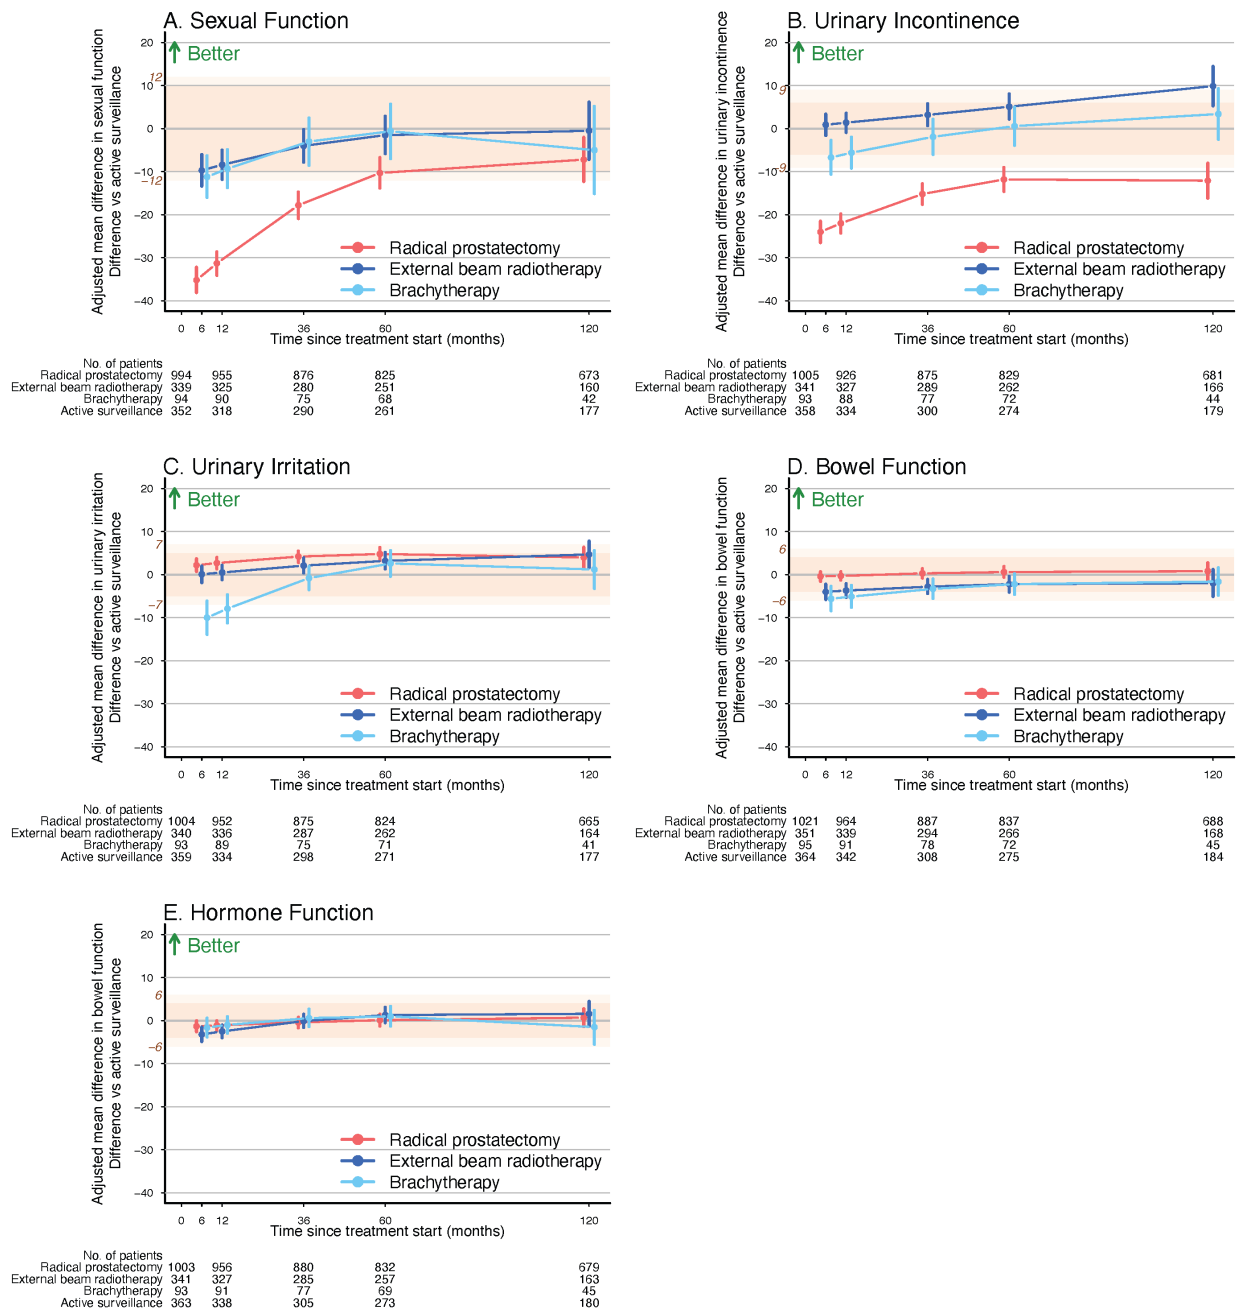 A. Sexual Function
Adjusted mean difference in sexual function
Difference vs active surveillance
Better
20
12
10
0
−10
−12
−20
−30
−40
Radical prostatectomy
External beam radiotherapy
Brachytherapy
0 6 12 36 60 120
Time since treatment start (months)
No. of patients
Radical prostatectomy 994 955 876 825 673
External beam radiotherapy 339 325 280 251 160
Brachytherapy 94 90 75 68 42
Active surveillance 352 318 290 261 177
B. Urinary Incontinence
Adjusted mean difference in urinary incontinence
Difference vs active surveillance
Better
20
10
9
0
−9
−10
−20
−30
−40
Radical prostatectomy
External beam radiotherapy
Brachytherapy
0 6 12 36 60 120
Time since treatment start (months)
No. of patients
Radical prostatectomy 1005 926 875 829 681
External beam radiotherapy 341 327 289 262 166
Brachytherapy 93 88 77 72 44
Active surveillance 358 334 300 274 179
C. Urinary Irritation
Adjusted mean difference in urinary irritation
Difference vs active surveillance
Better
20
10
7
0
−7
−10
−20
−30
−40
Radical prostatectomy
External beam radiotherapy
Brachytherapy
0 6 12 36 60 120
Time since treatment start (months)
No. of patients
Radical prostatectomy 1004 952 875 824 665
External beam radiotherapy 340 336 287 262 164
Brachytherapy 93 89 75 71 41
Active surveillance 359 334 298 271 177
D. Bowel Function
Adjusted mean difference in bowel function
Difference vs active surveillance
Better
20
10
6
0
−6
−10
−20
−30
−40
Radical prostatectomy
External beam radiotherapy
Brachytherapy
0 6 12 36 60 120
Time since treatment start (months)
No. of patients
Radical prostatectomy 1021 964 887 837 688
External beam radiotherapy 351 339 294 266 168
Brachytherapy 95 91 78 72 45
Active surveillance 364 342 308 275 184
E. Hormone Function
Adjusted mean difference in bowel function
Difference vs active surveillance
Better
20
10
6
0
−6
−10
−20
−30
−40
Radical prostatectomy
External beam radiotherapy
Brachytherapy
0 6 12 36 60 120
Time since treatment start (months)
No. of patients
Radical prostatectomy 1003 956 880 832 679
External beam radiotherapy 341 327 285 257 163
Brachytherapy 93 91 77 69 45
Active surveillance 363 338 305 273 180